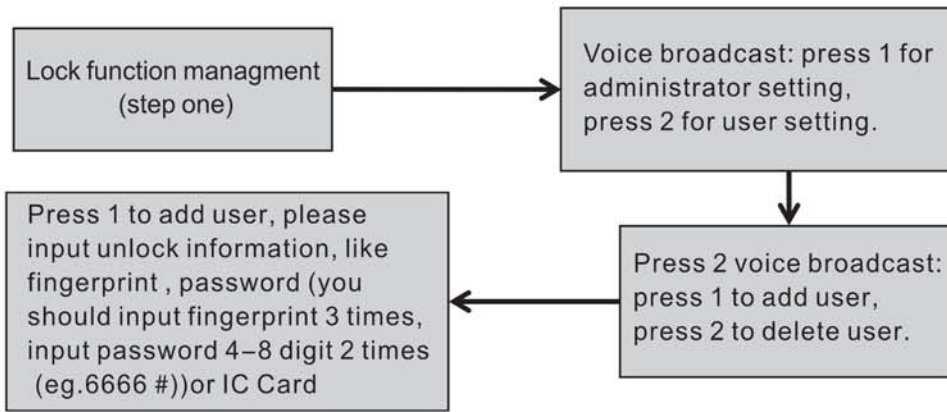 Lock function managment
(step one)
Voice broadcast: press 1 for
administrator setting,
press 2 for user setting.
Press 2 voice broadcast:
press 1 to add user,
press 2 to delete user.
Press 1 to add user, please
input unlock information, like
fingerprint , password (you
should input fingerprint 3 times,
input password 4–8 digit 2 times
(eg.6666 #))or IC Card